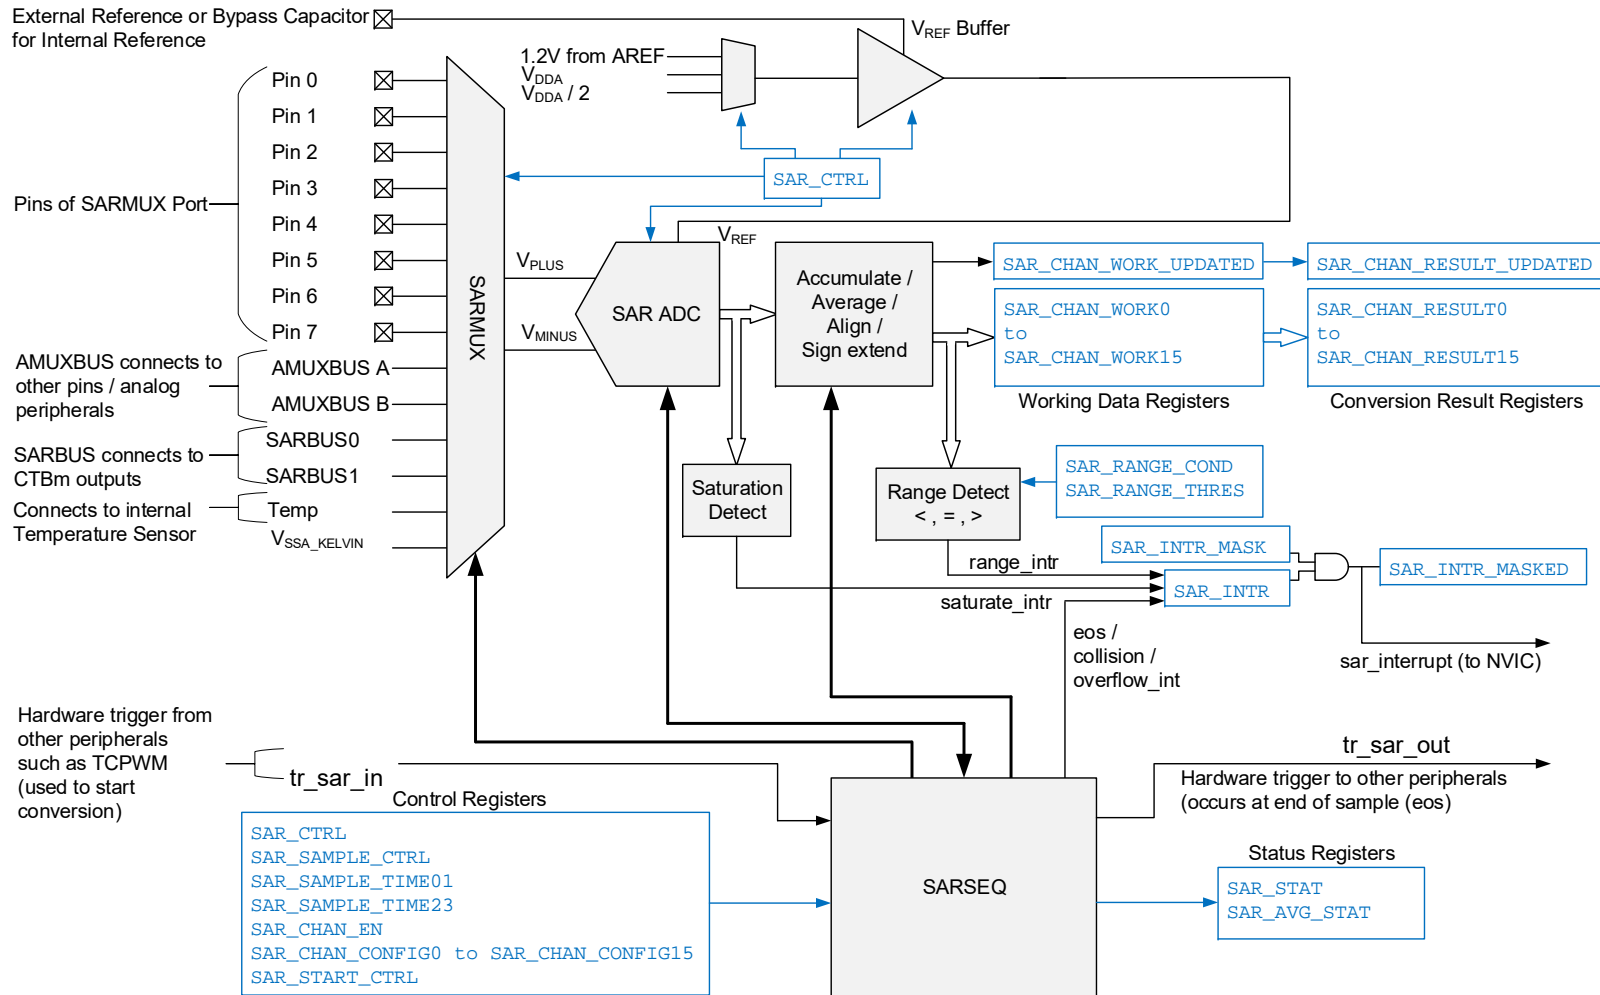 External Reference or Bypass Capacitor
for Internal Reference
VREF Buffer
1.2V from AREF
VDDA
VDDA / 2
Pins of SARMUX Port
Pin 0
Pin 1
Pin 2
Pin 3
Pin 4
Pin 5
Pin 6
Pin 7
AMUXBUS connects to
other pins / analog
peripherals
AMUXBUS A
AMUXBUS B
SARBUS connects to
CTBm outputs
SARBUS0
SARBUS1
Connects to internal
Temperature Sensor
Temp
VSSA_KELVIN
SARMUX
SAR_CTRL
VREF
VPLUS
VMINUS
SAR ADC
Accumulate /
Average /
Align /
Sign extend
SAR_CHAN_WORK_UPDATED
SAR_CHAN_RESULT_UPDATED
SAR_CHAN_WORK0
to
SAR_CHAN_WORK15
SAR_CHAN_RESULT0
to
SAR_CHAN_RESULT15
Working Data Registers
Conversion Result Registers
Saturation
Detect
Range Detect
< , = , >
SAR_RANGE_COND
SAR_RANGE_THRES
SAR_INTR_MASK
SAR_INTR
SAR_INTR_MASKED
range_intr
saturate_intr
eos /
collision /
overflow_int
sar_interrupt (to NVIC)
Hardware trigger from
other peripherals
such as TCPWM
(used to start
conversion)
tr_sar_in
tr_sar_out
Hardware trigger to other peripherals
(occurs at end of sample (eos)
Control Registers
SAR_CTRL
SAR_SAMPLE_CTRL
SAR_SAMPLE_TIME01
SAR_SAMPLE_TIME23
SAR_CHAN_EN
SAR_CHAN_CONFIG0 to SAR_CHAN_CONFIG15
SAR_START_CTRL
SARSEQ
Status Registers
SAR_STAT
SAR_AVG_STAT